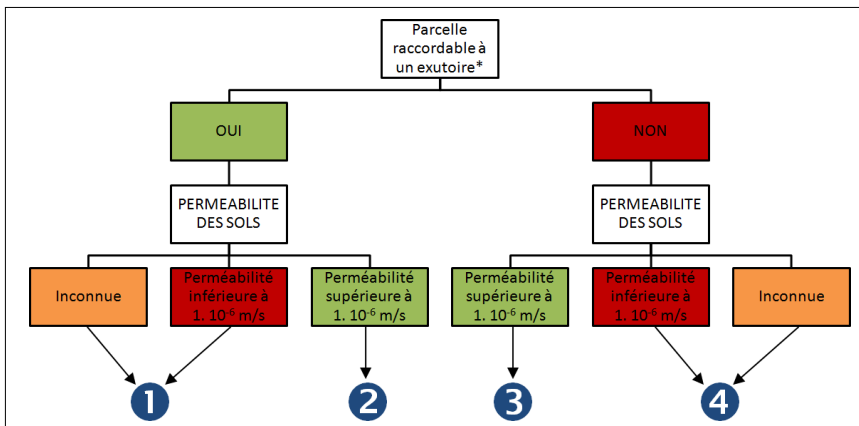 Parcelle
raccordable à
un exutoire*
OUI
NON
PERMEABILITE
DES SOLS
PERMEABILITE
DES SOLS
Inconnue
Perméabilité
inférieure à
1. 10⁻⁶ m/s
Perméabilité
supérieure à
1. 10⁻⁶ m/s
Perméabilité
supérieure à
1. 10⁻⁶ m/s
Perméabilité
inférieure à
1. 10⁻⁶ m/s
Inconnue
1
2
3
4